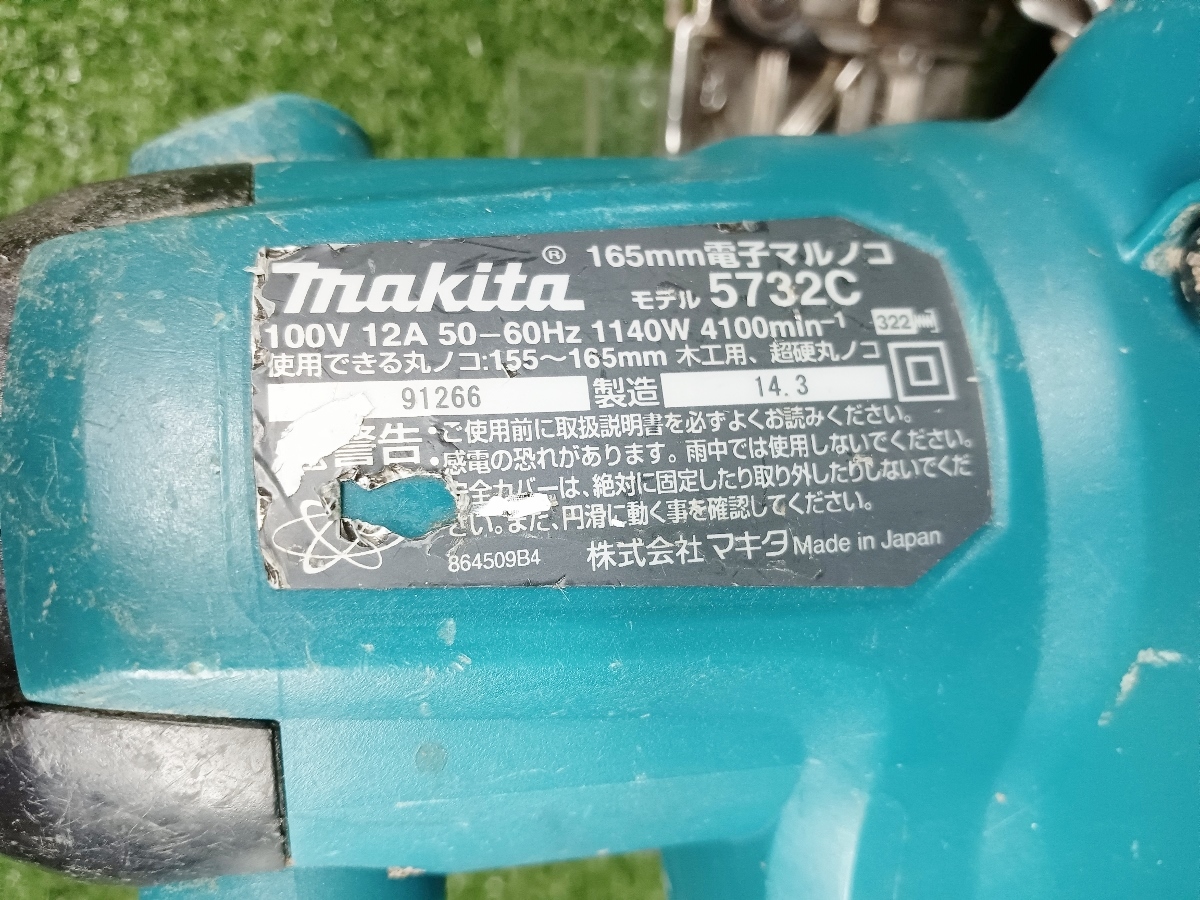 makita® 165mm電子マルノコ
モデル 5732C
100V 12A 50-60Hz 1140W 4100min⁻¹ 322
使用できる丸ノコ:155〜165mm 木工用、超硬丸ノコ
91266 製造 14.3
警告:ご使用前に取扱説明書を必ずよくお読みください。
感電の恐れがあります。雨中では使用しないでください。
全カバーは、絶対に固定したり取り外したりしないでくだ
さい。また、円滑に動く事を確認してください。
864509B4 株式会社 マキタ Made in Japan